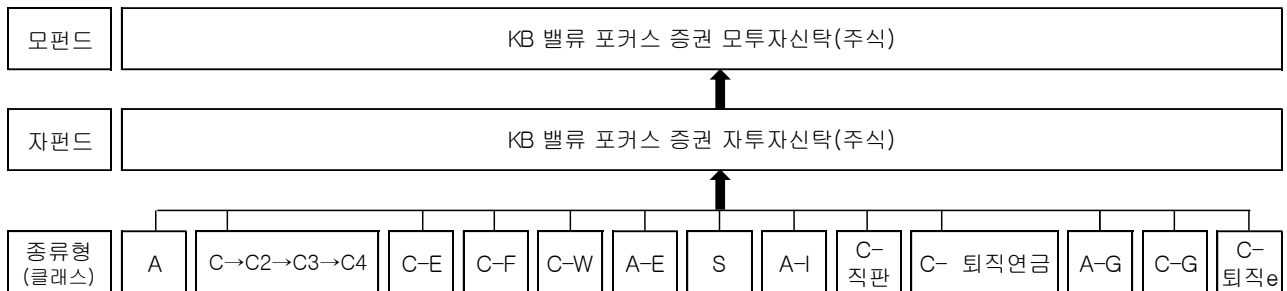 모펀드
KB 밸류 포커스 증권 모투자신탁(주식)
자펀드
KB 밸류 포커스 증권 자투자신탁(주식)
종류형
(클래스)
A
C→C2→C3→C4
C-E
C-F
C-W
A-E
S
A-I
C-
직판
C- 퇴직연금
A-G
C-G
C-
퇴직e